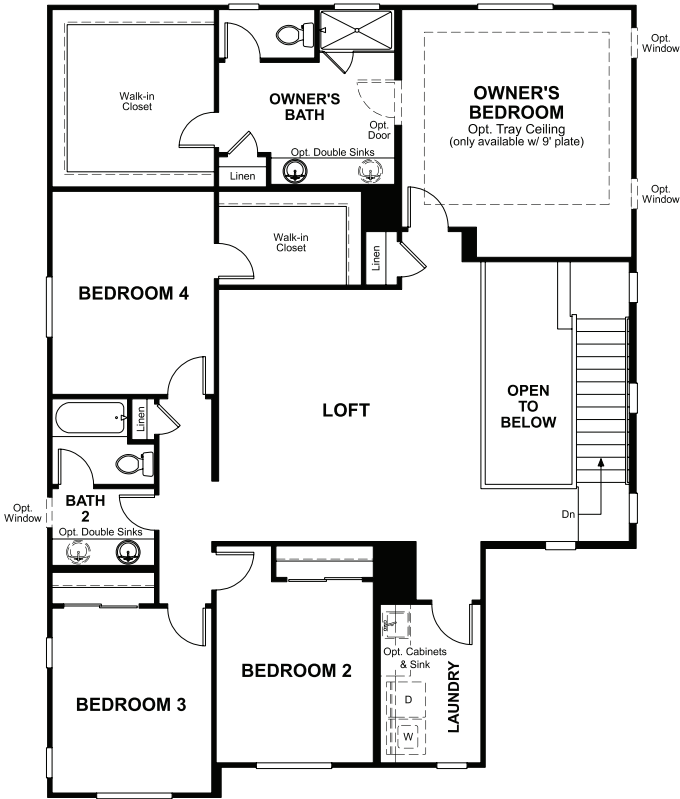 Opt.
Window
Walk-in
Closet
OWNER'S
BATH
OWNER'S
BEDROOM
Opt. Tray Ceiling
(only available w/ 9' plate)
Opt.
Door
Opt. Double Sinks
Linen
Opt.
Window
Walk-in
Closet
Linen
BEDROOM 4
LOFT
OPEN
TO
BELOW
Linen
BATH
2
Opt.
Window
Opt. Double Sinks
Dn
Opt. Cabinets
& Sink
LAUNDRY
BEDROOM 2
BEDROOM 3
D
W